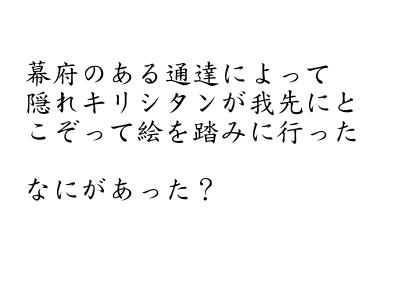 幕府のある通達によって
隠れキリシタンが我先にと
こぞって絵を踏みに行った
なにがあった？